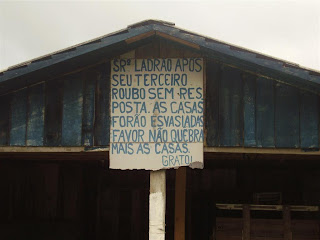 SRº LADRÃO APÓS
SEU TERCEIRO
ROUBO SEM RES,
POSTA. AS CASAS
FORÃO ESVASIADAS
FAVOR NÃO QUEBRA
MAIS AS CASAS.
GRATO!